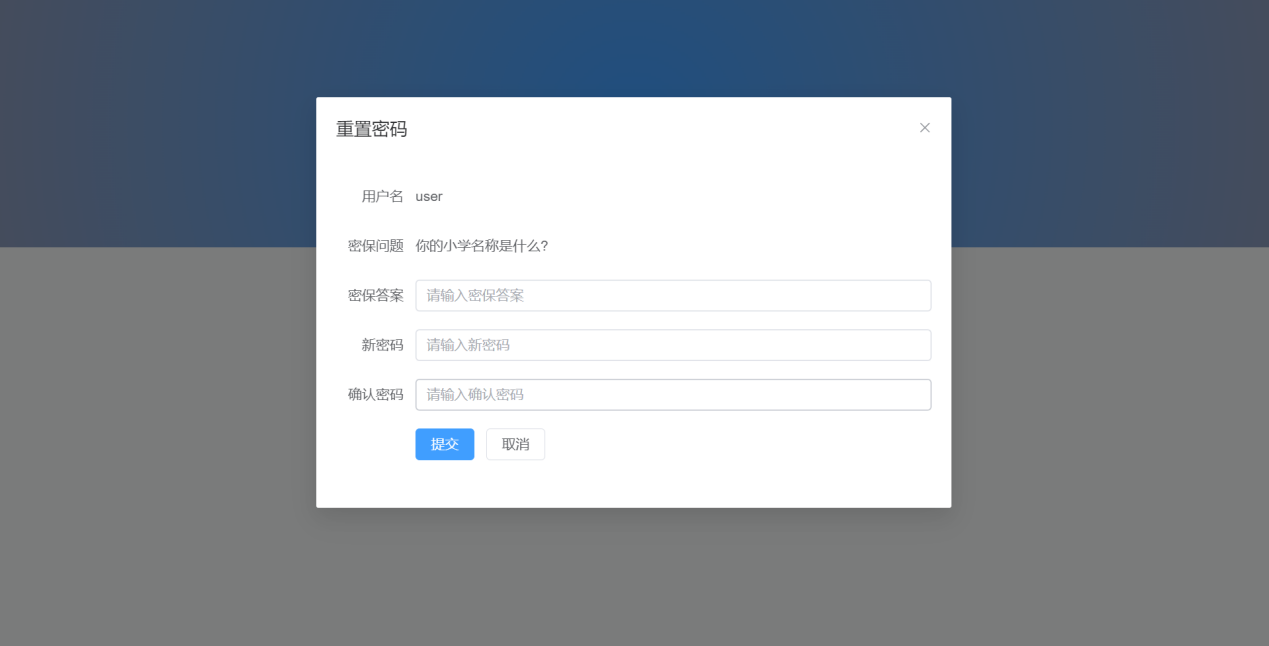 重置密码
用户名 user
密保问题 你的小学名称是什么?
密保答案 请输入密保答案
新密码 请输入新密码
确认密码 请输入确认密码
提交 取消